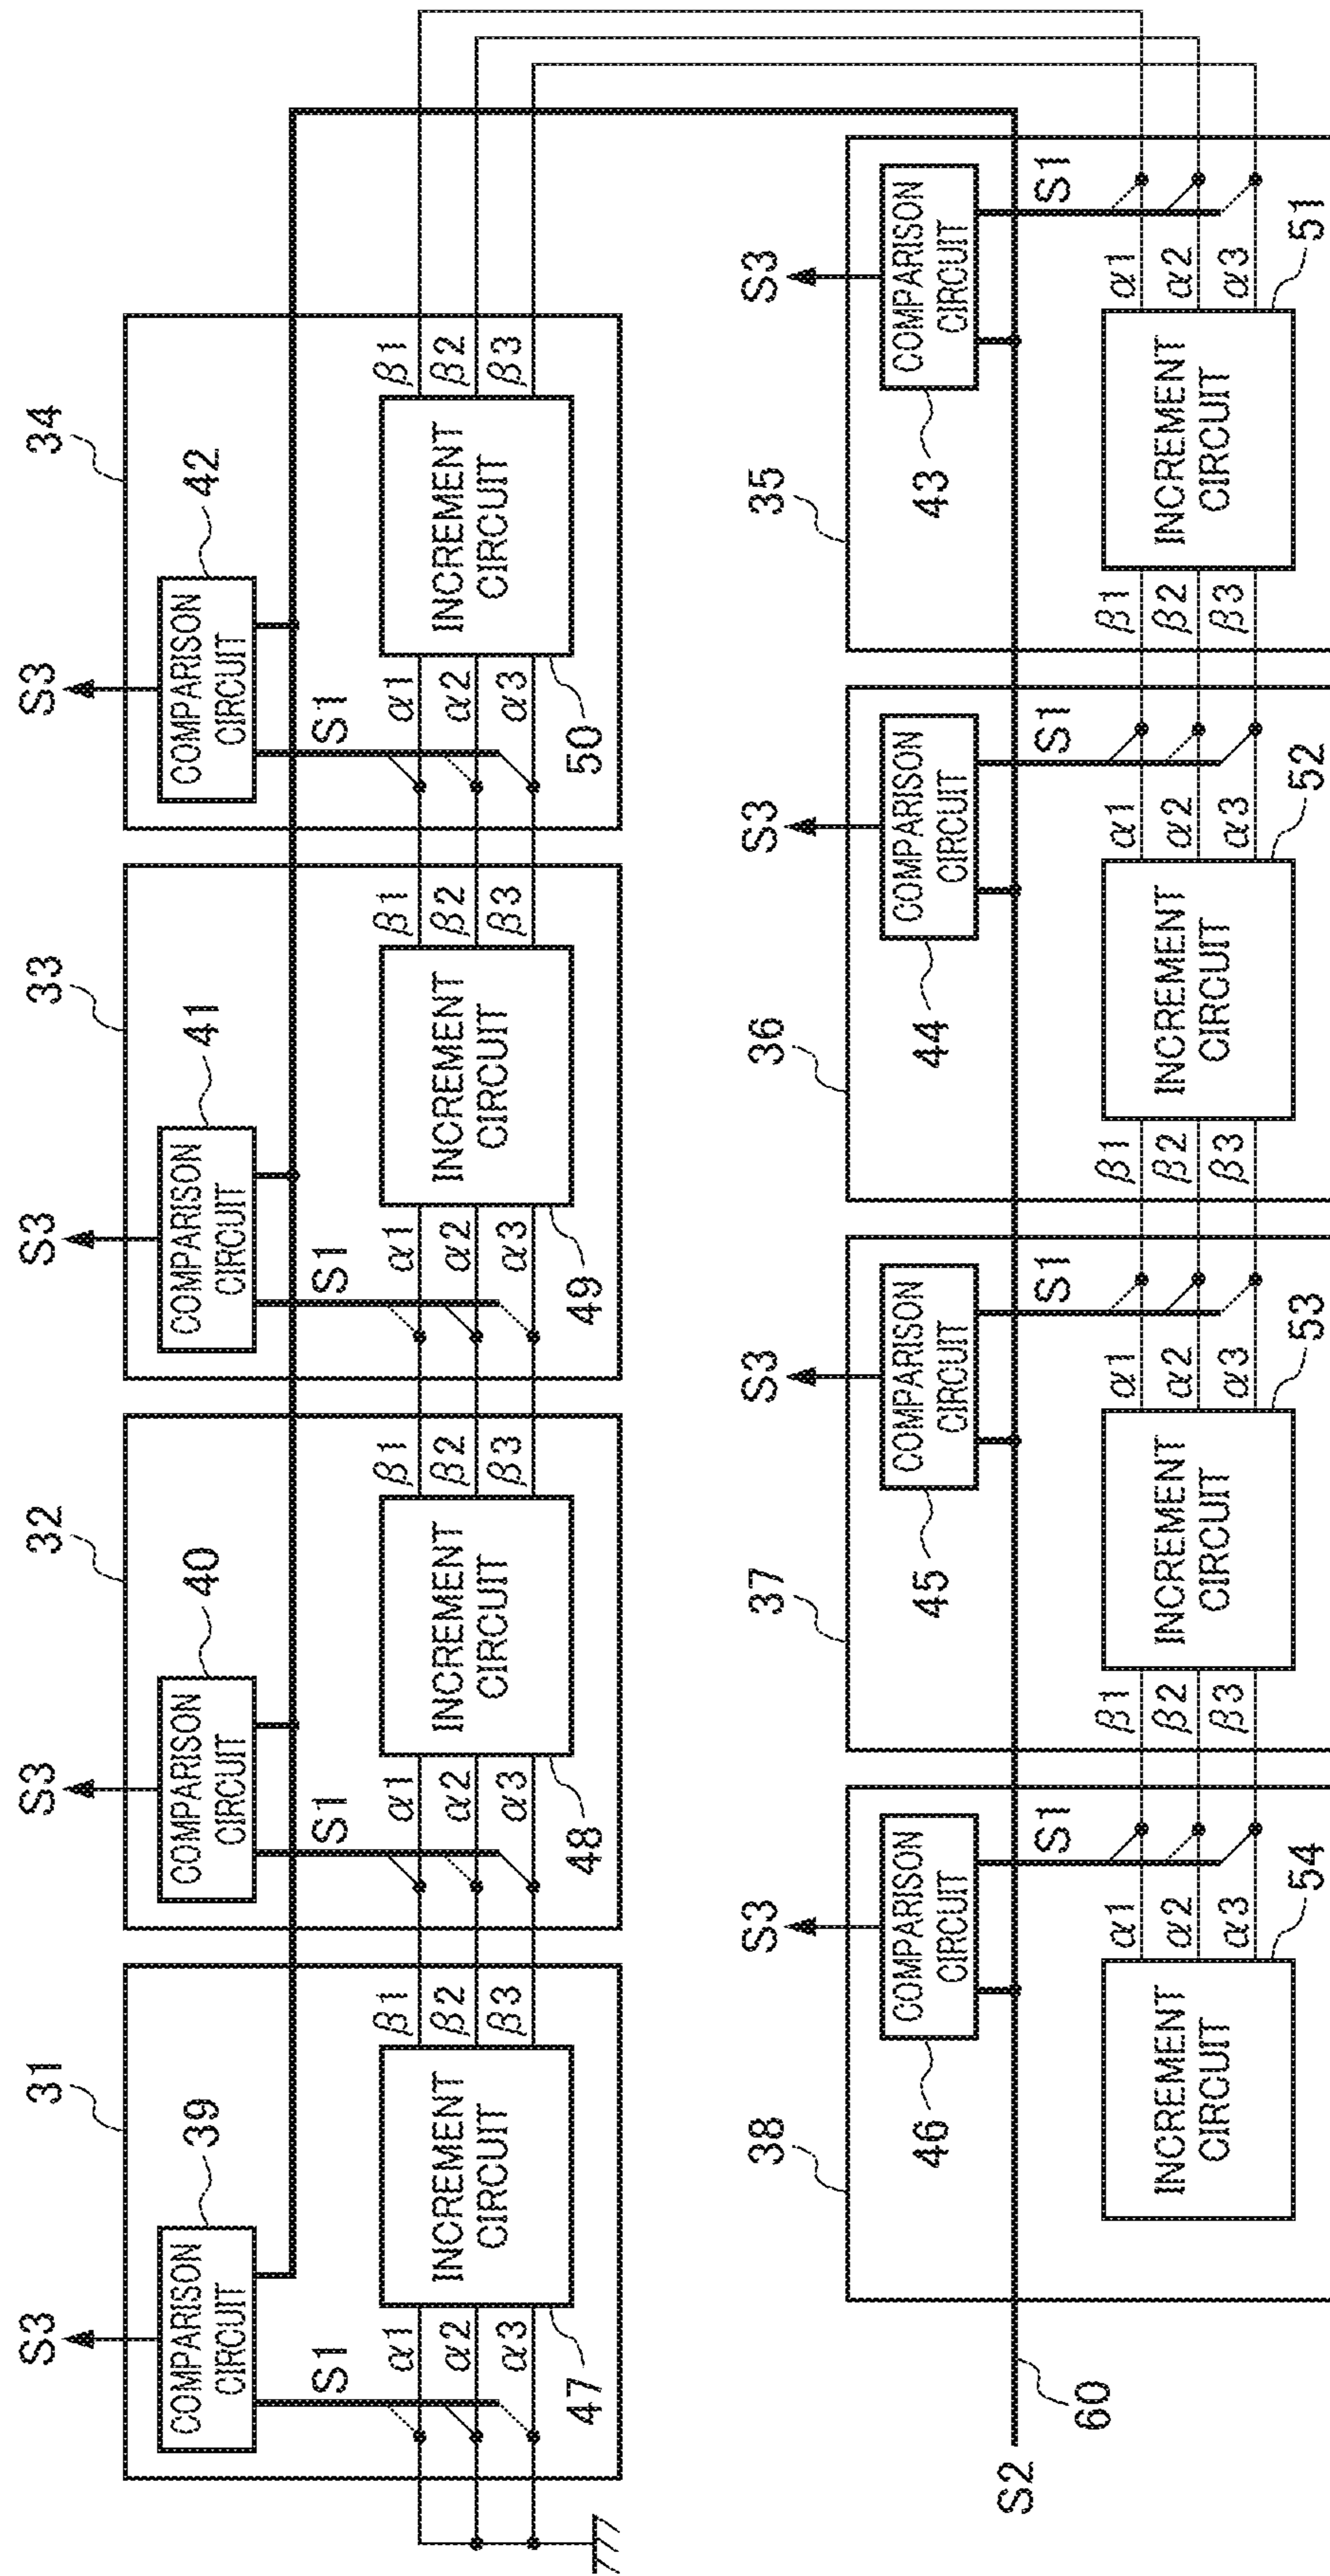 31
S3
39
COMPARISON
CIRCUIT
S1
α1
α2
α3
INCREMENT
CIRCUIT
β1
β2
β3
47
32
S3
40
COMPARISON
CIRCUIT
S1
α1
α2
α3
INCREMENT
CIRCUIT
β1
β2
β3
48
33
S3
41
COMPARISON
CIRCUIT
S1
α1
α2
α3
INCREMENT
CIRCUIT
β1
β2
β3
49
34
S3
42
COMPARISON
CIRCUIT
S1
α1
α2
α3
INCREMENT
CIRCUIT
β1
β2
β3
50
38
S3
46
COMPARISON
CIRCUIT
S1
INCREMENT
CIRCUIT
α1
α2
α3
54
37
S3
45
COMPARISON
CIRCUIT
S1
β1
β2
β3
INCREMENT
CIRCUIT
α1
α2
α3
53
36
S3
44
COMPARISON
CIRCUIT
S1
β1
β2
β3
INCREMENT
CIRCUIT
α1
α2
α3
52
35
S3
43
COMPARISON
CIRCUIT
S1
β1
β2
β3
INCREMENT
CIRCUIT
α1
α2
α3
51
S2
60